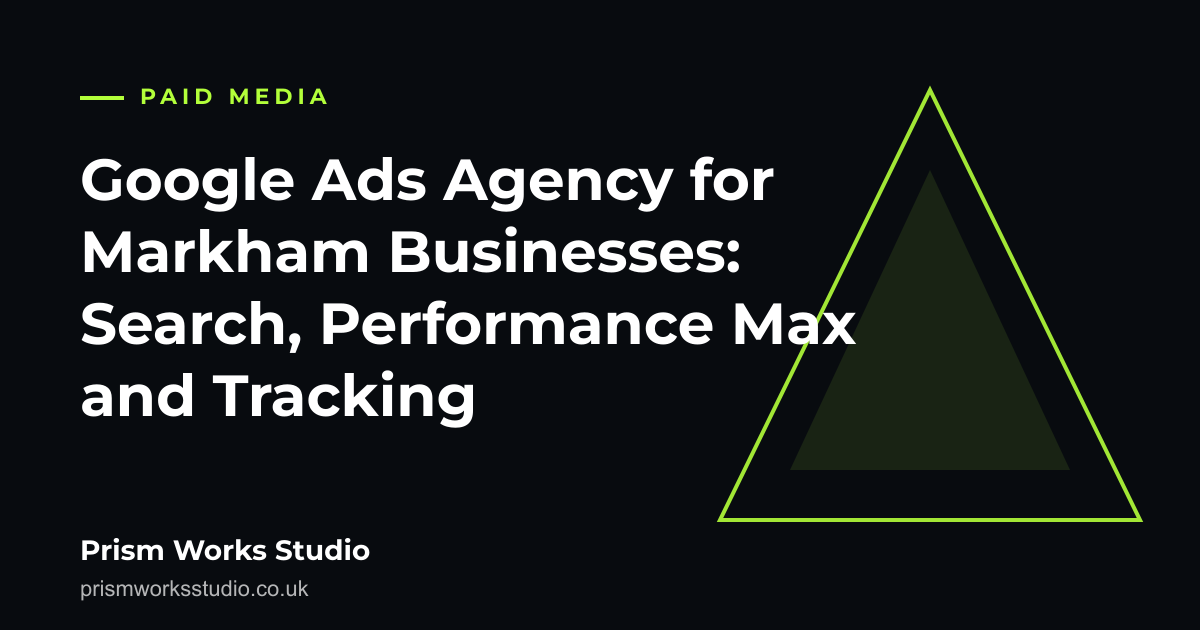 PAID MEDIA
Google Ads Agency for
Markham Businesses:
Search, Performance Max
and Tracking
Prism Works Studio
prismworksstudio.co.uk